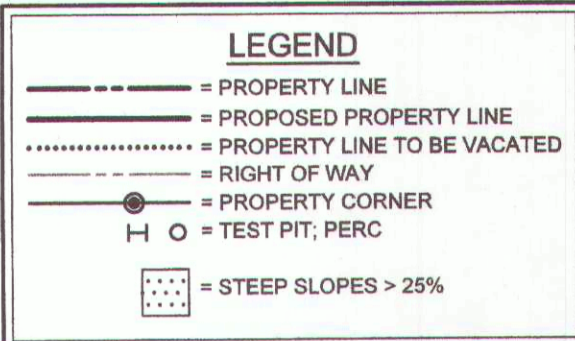 LEGEND
= PROPERTY LINE
= PROPOSED PROPERTY LINE
= PROPERTY LINE TO BE VACATED
= RIGHT OF WAY
= PROPERTY CORNER
= TEST PIT; PERC
= STEEP SLOPES > 25%